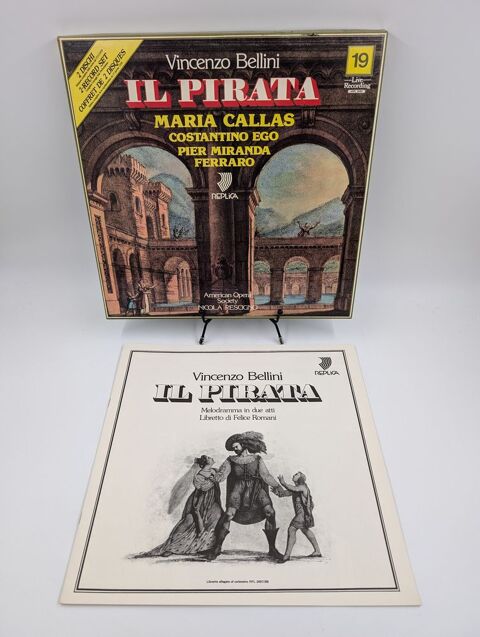 2 DISCHI
2-RECORD SET
COFFRET DE 2 DISQUES
Vincenzo Bellini
IL PIRATA
19
Live
Recording
MARIA CALLAS
COSTANTINO EGO
PIER MIRANDA
FERRARO
REPLICA
American Opera
Society
NICOLA RESCIGNO
REPLICA
Vincenzo Bellini
IL PIRATA
Melodramma in due atti
Libretto di Felice Romani